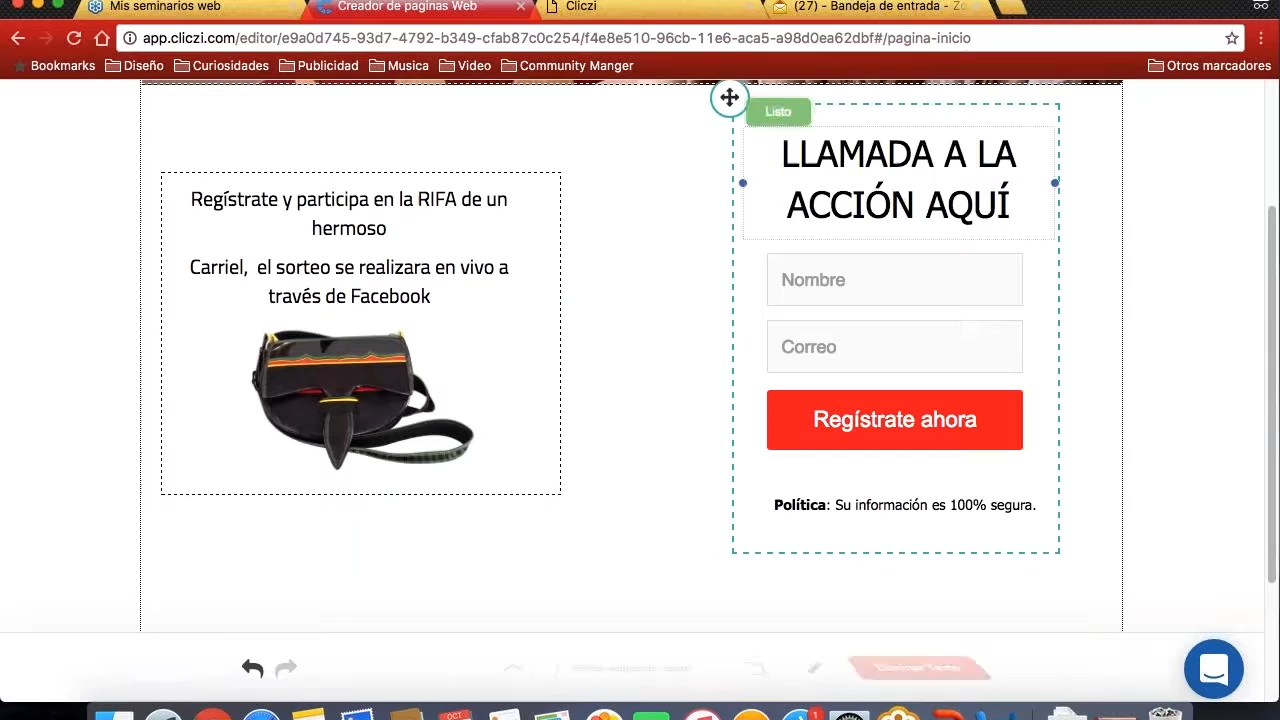 Mis seminarios web
Creador de paginas Web
Cliczi
(27) - Bandeja de entrada - Zo
app.cliczi.com/editor/e9a0d745-93d7-4792-b349-cfab87c0c254/f4e8e510-96cb-11e6-aca5-a98d0ea62dbf#/pagina-inicio
Bookmarks
Diseño
Curiosidades
Publicidad
Musica
Video
Community Manger
Otros marcadores
Listo
LLAMADA A LA
ACCIÓN AQUÍ
Regístrate y participa en la RIFA de un
hermoso
Carriel, el sorteo se realizara en vivo a
través de Facebook
Nombre
Correo
Regístrate ahora
Política: Su información es 100% segura.
OCT
1